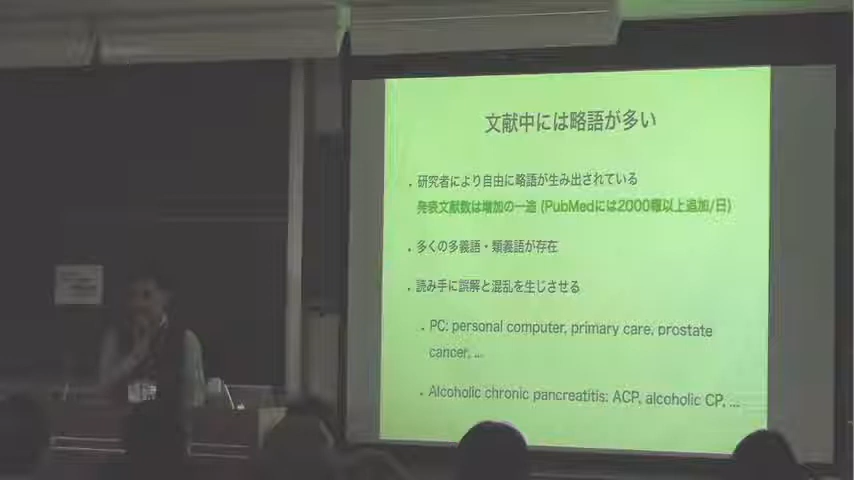 文献中には略語が多い
・研究者により自由に略語が生み出されている
発表文献数は増加の一途 (PubMedには2000報以上追加/日)
・多くの多義語・類義語が存在
・読み手に誤解と混乱を生じさせる
・PC: personal computer, primary care, prostate
cancer, ...
・Alcoholic chronic pancreatitis: ACP, alcoholic CP, ...